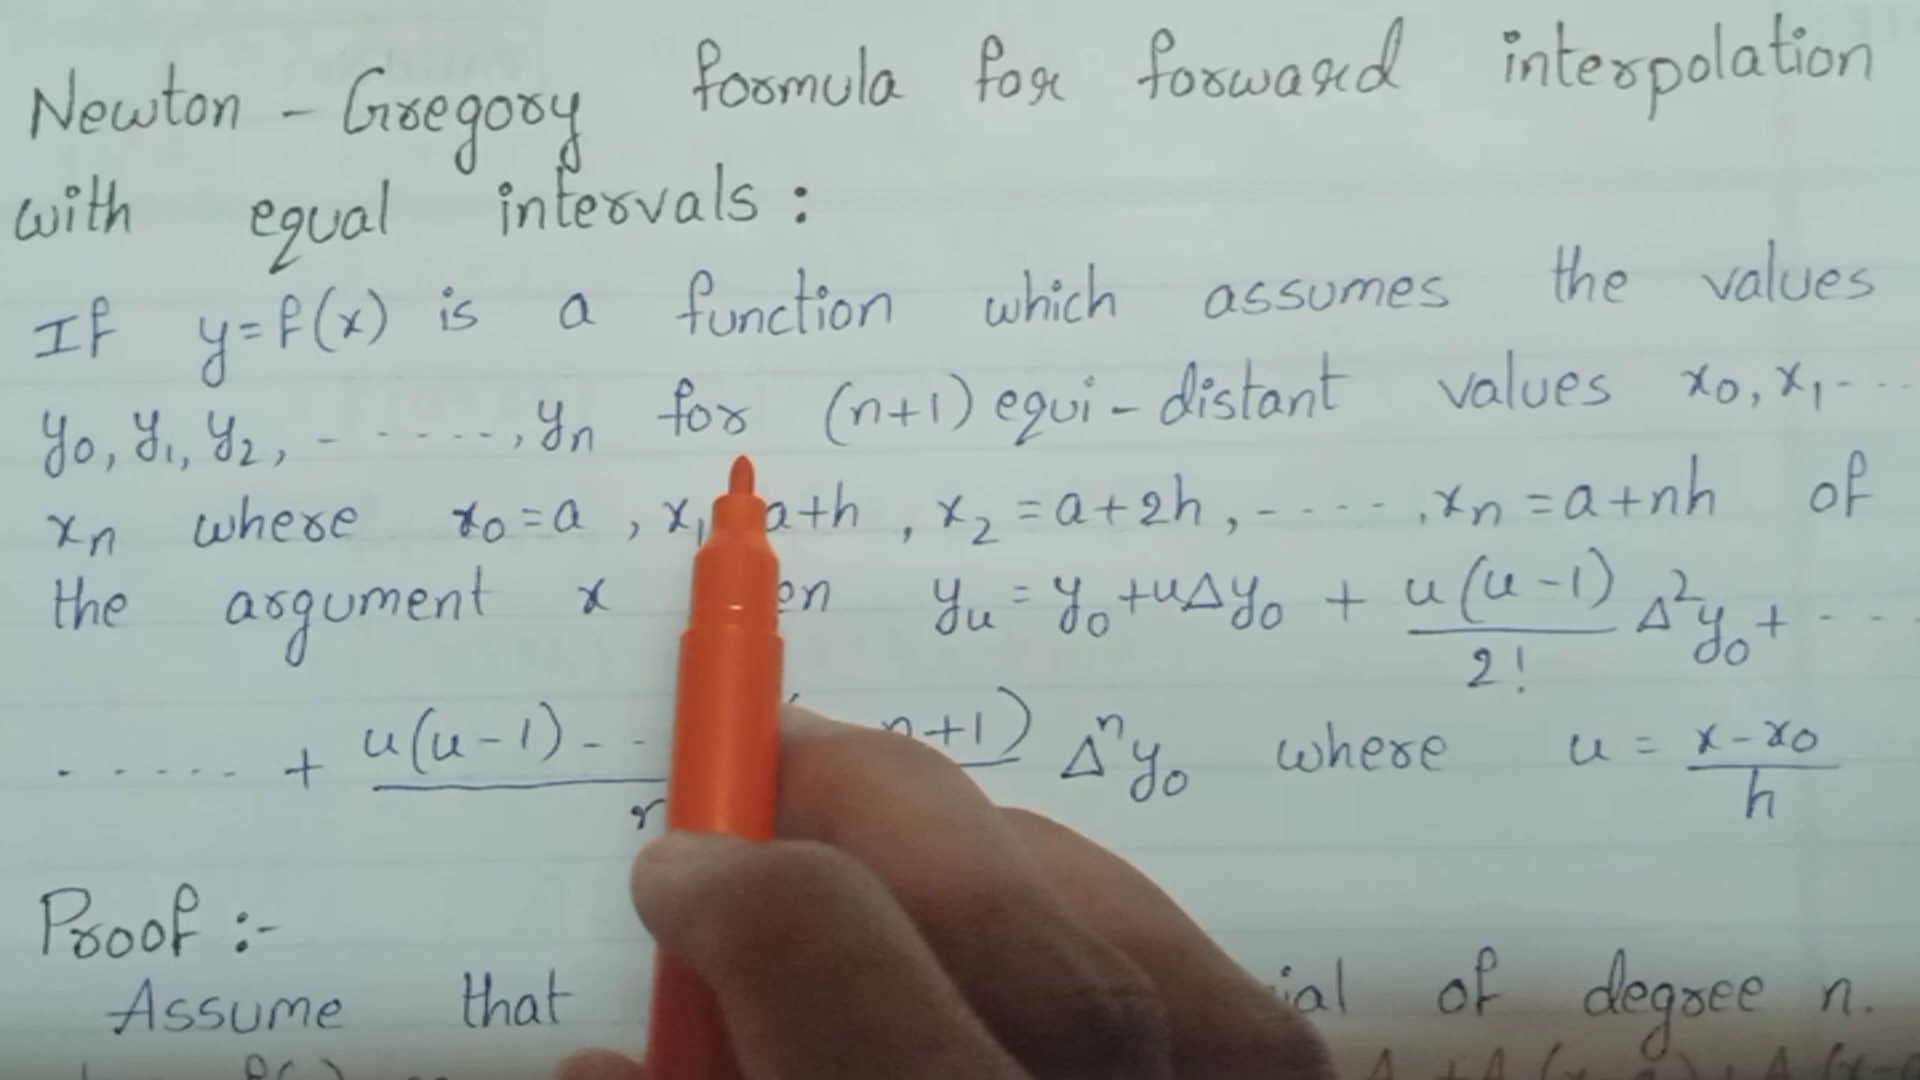 Newton - Gregory formula for forward interpolation
with equal intervals :
If y=f(x) is a function which assumes the values
y0, y1, y2, ------, yn for (n+1) equi-distant values x0, x1 - ..
xn where x0 = a , x1 a+h , x2 = a+2h , - - - - , xn = a+nh of
the argument x yu = y0 + uΔy0 + u(u-1)/2! Δ²y0 + - - -
. . . . . + u(u-1) - - n+1) Δⁿy0 where u = x-x0/h
Proof :-
Assume that of degree n.